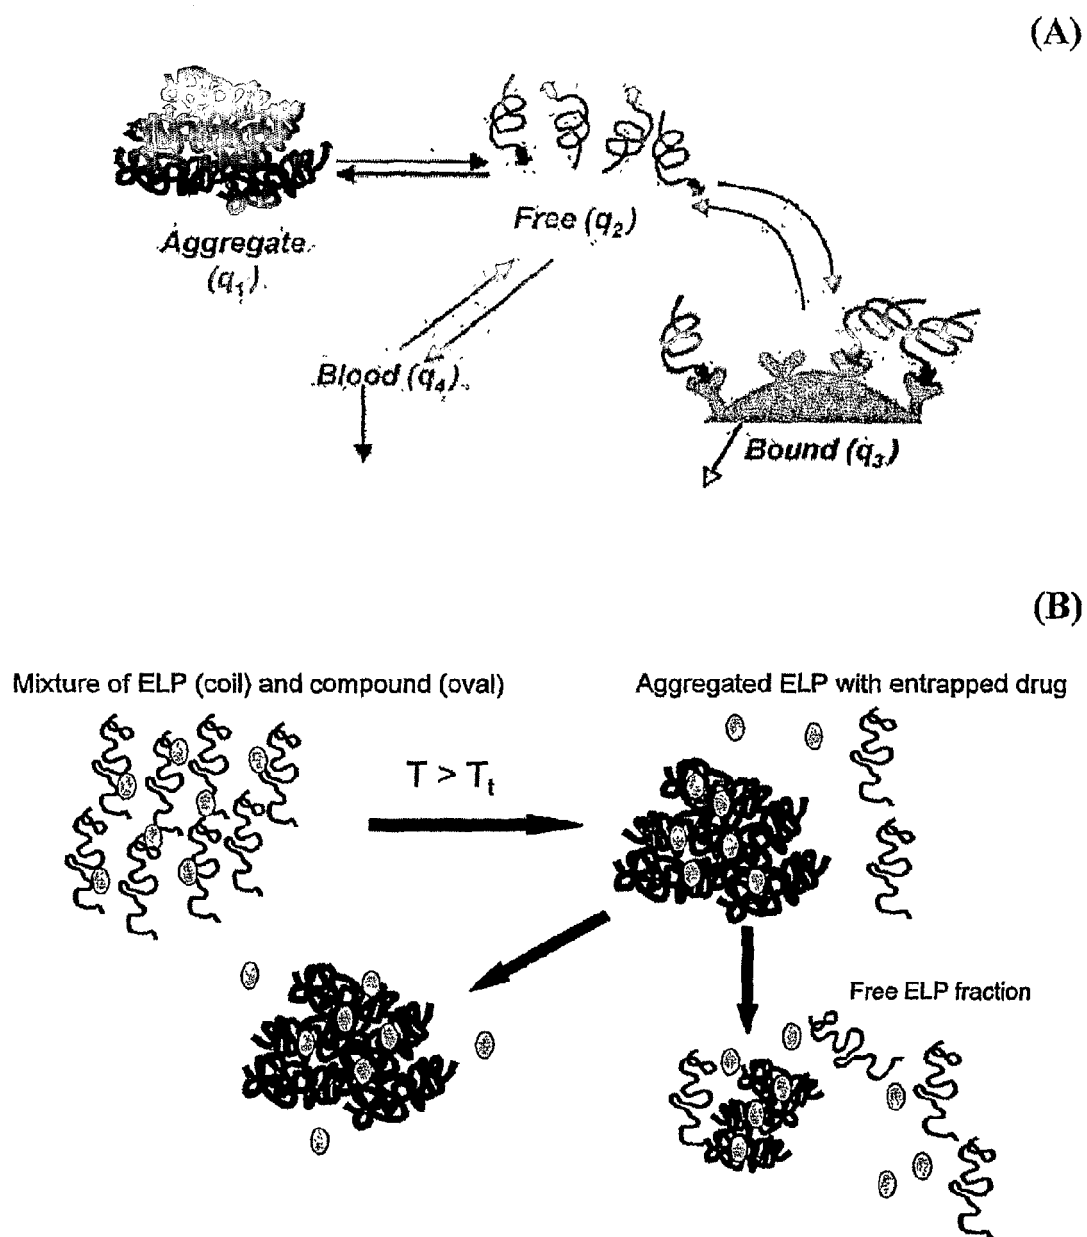 (A)
Aggregate
(q₁)
Free (q₂)
Blood (q₄)
Bound (q₃)
(B)
Mixture of ELP (coil) and compound (oval)
Aggregated ELP with entrapped drug
T > Tₜ
Free ELP fraction